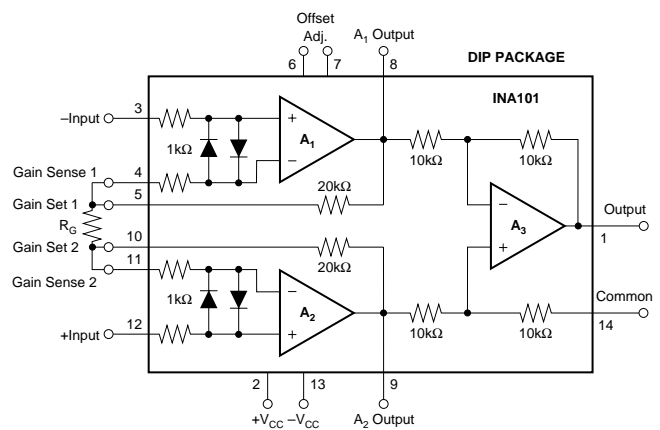 Offset
Adj.
A1 Output
6
7
8
DIP PACKAGE
INA101
–Input
3
1kΩ
+
A1
–
10kΩ
10kΩ
Gain Sense 1
4
Gain Set 1
5
20kΩ
RG
–
A3
+
Output
1
Gain Set 2
10
20kΩ
11
Gain Sense 2
1kΩ
–
A2
+
10kΩ
10kΩ
Common
14
+Input
12
2
13
9
+VCC
–VCC
A2 Output